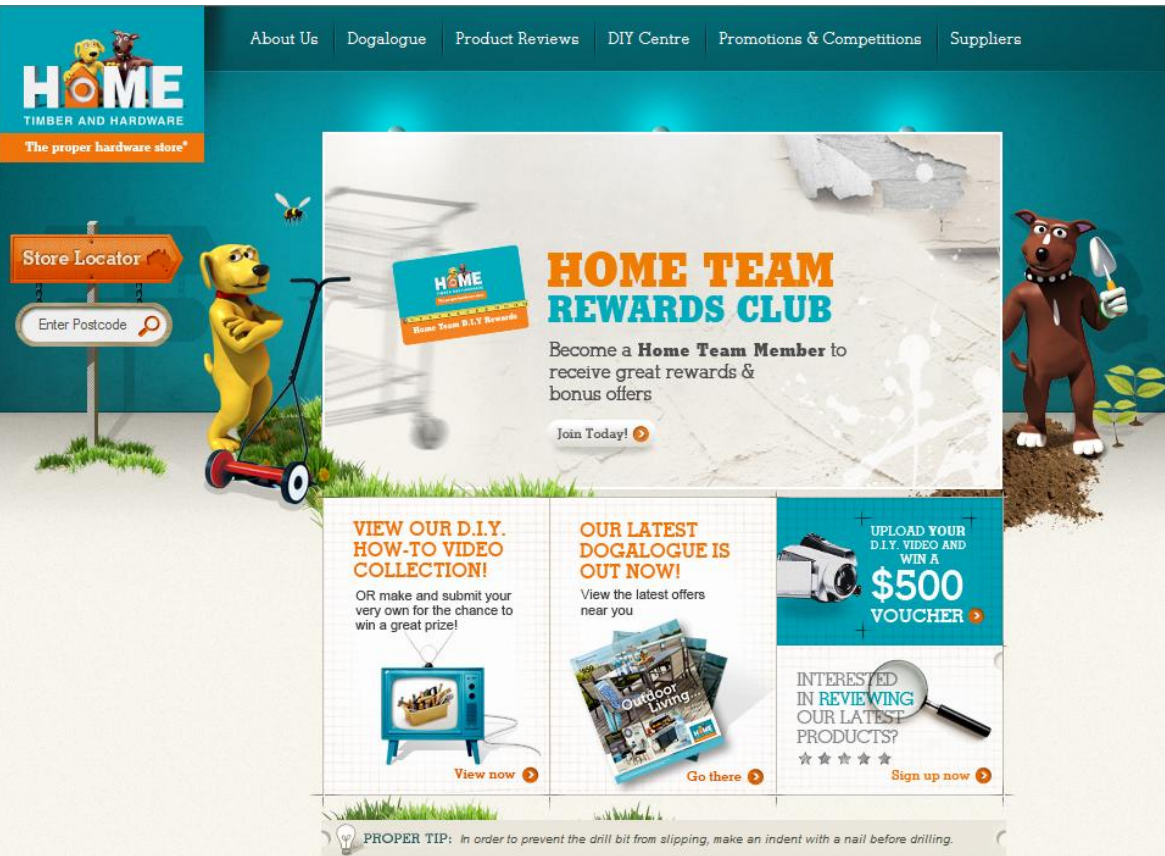 HOME
TIMBER AND HARDWARE
The proper hardware store®
About Us
Dogalogue
Product Reviews
DIY Centre
Promotions & Competitions
Suppliers
Store Locator
Enter Postcode
HOME
Home Team D.I.Y Rewards
HOME TEAM
REWARDS CLUB
Become a Home Team Member to
receive great rewards &
bonus offers
Join Today!
VIEW OUR D.I.Y.
HOW-TO VIDEO
COLLECTION!
OR make and submit your
very own for the chance to
win a great prize!
View now
OUR LATEST
DOGALOGUE IS
OUT NOW!
View the latest offers
near you
Outdoor
Living...
HOME
Go there
UPLOAD YOUR
D.I.Y. VIDEO AND
WIN A
$500
VOUCHER
INTERESTED
IN REVIEWING
OUR LATEST
PRODUCTS?
Sign up now
PROPER TIP: In order to prevent the drill bit from slipping, make an indent with a nail before drilling.